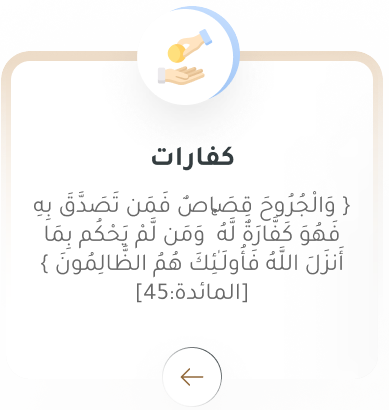 كفارات
{ وَالْجُرُوحَ قِصَاصٌ فَمَن تَصَدَّقَ بِهِ
فَهُوَ كَفَّارَةٌ لَّهُ ۚ وَمَن لَّمْ يَحْكُم بِمَا
أَنزَلَ اللَّهُ فَأُولَٰئِكَ هُمُ الظَّالِمُونَ }
[المائدة:45]